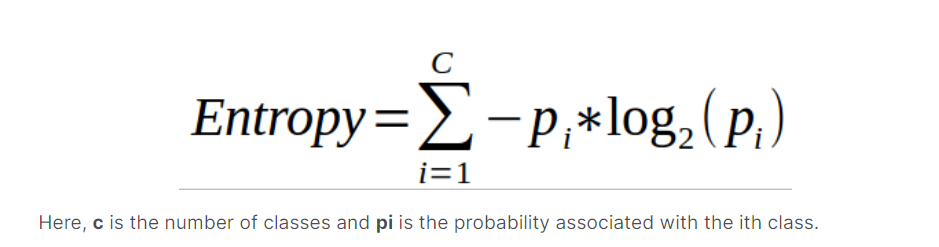 C
Entropy=∑−pᵢ*log₂(pᵢ)
i=1
Here, c is the number of classes and pi is the probability associated with the ith class.